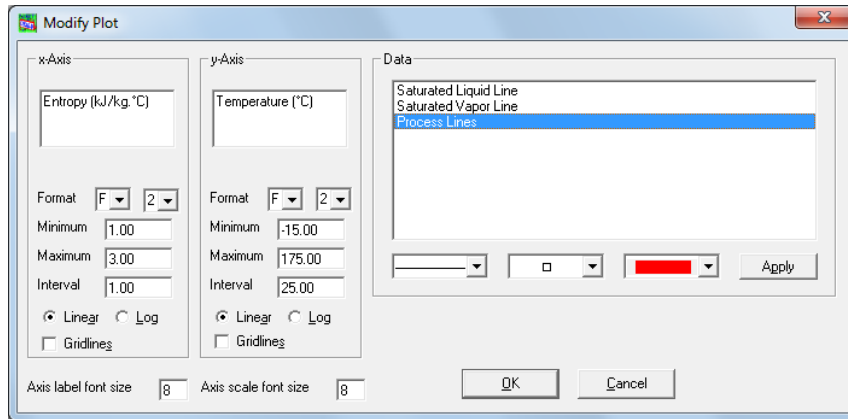 Modify Plot
x-Axis
Entropy (kJ/kg.°C)
Format F 2
Minimum 1.00
Maximum 3.00
Interval 1.00
Linear Log
Gridlines
y-Axis
Temperature (°C)
Format F 2
Minimum -15.00
Maximum 175.00
Interval 25.00
Linear Log
Gridlines
Data
Saturated Liquid Line
Saturated Vapor Line
Process Lines
Apply
Axis label font size 8 Axis scale font size 8
OK Cancel